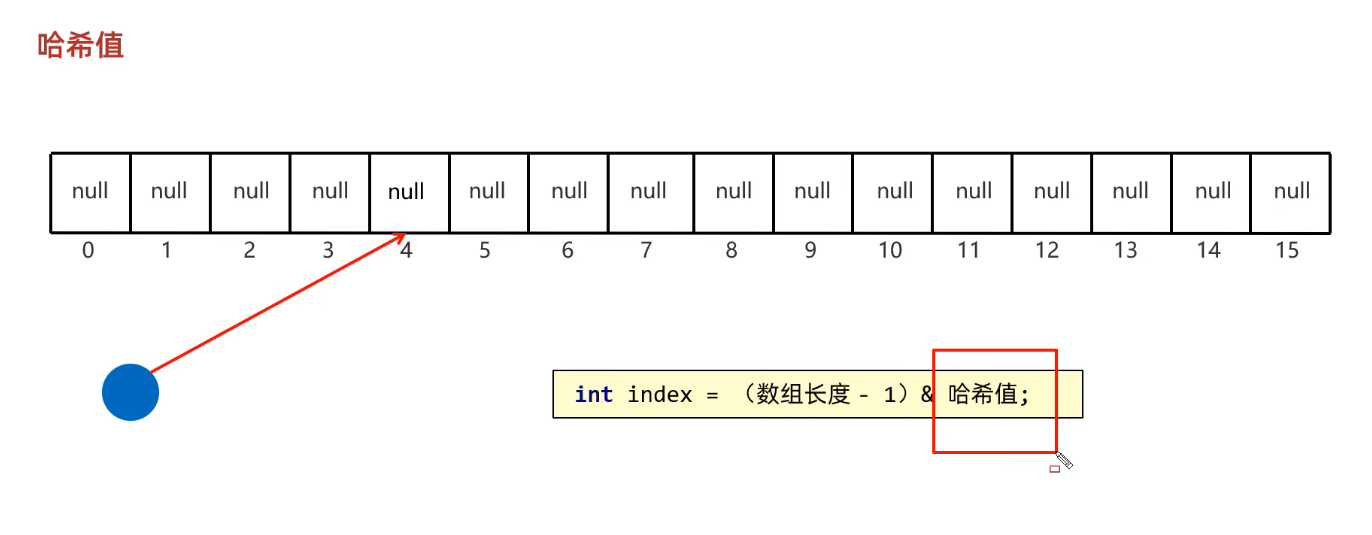 哈希值
null null null null null null null null null null null null null null null null
0 1 2 3 4 5 6 7 8 9 10 11 12 13 14 15
int index = （数组长度 - 1）& 哈希值;